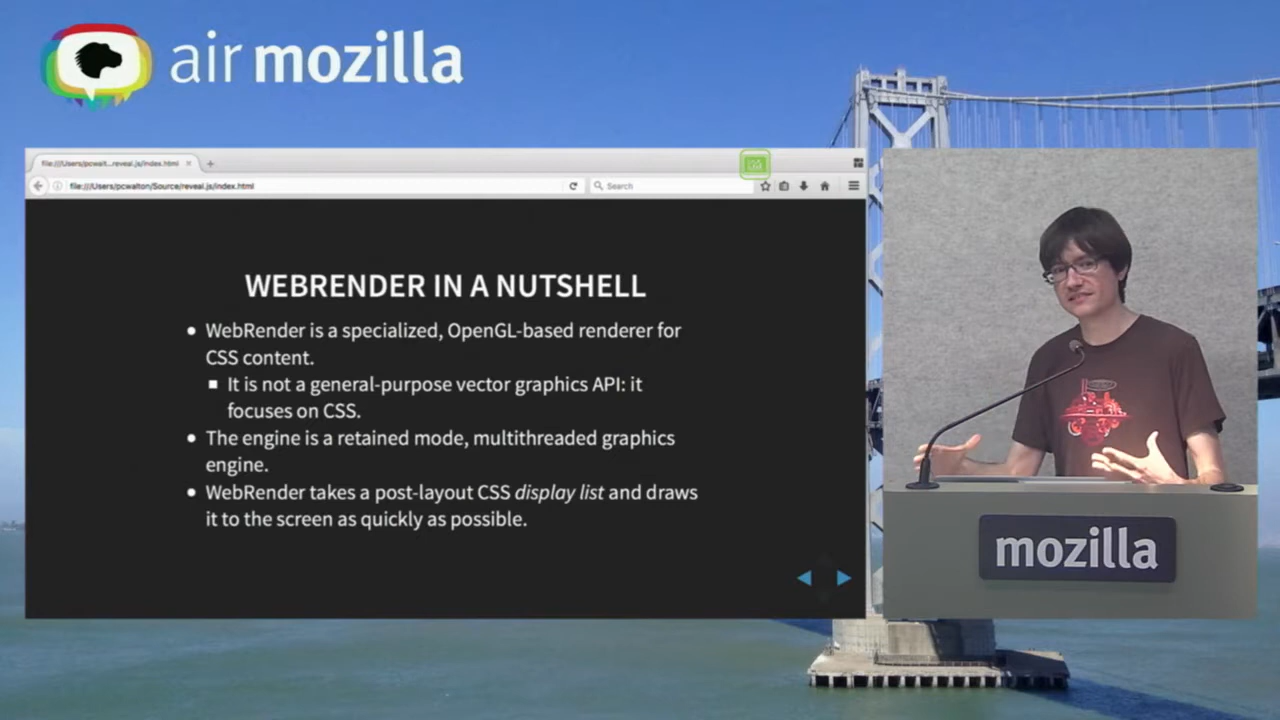 air mozilla
file:///Users/pcwalt...reveal.js/index.html
file:///Users/pcwalton/Source/reveal.js/index.html
Search
WEBRENDER IN A NUTSHELL
WebRender is a specialized, OpenGL-based renderer for
CSS content.
It is not a general-purpose vector graphics API: it
focuses on CSS.
The engine is a retained mode, multithreaded graphics
engine.
WebRender takes a post-layout CSS display list and draws
it to the screen as quickly as possible.
mozilla